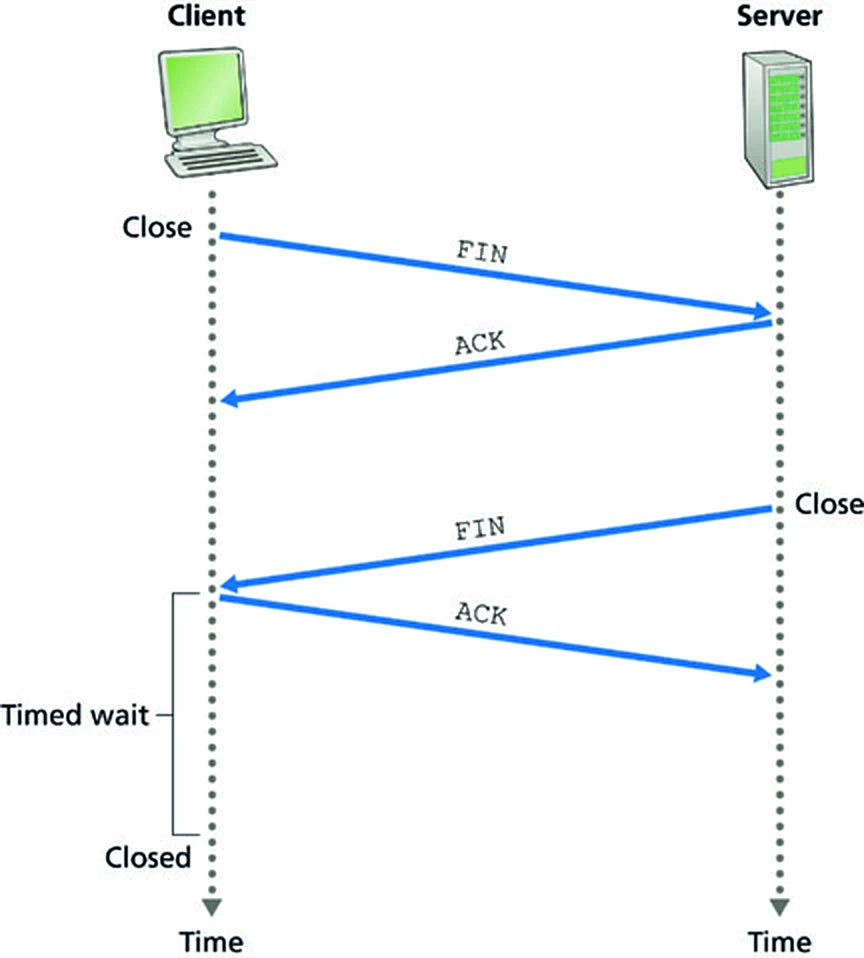 Client
Server
Close
FIN
ACK
Close
FIN
ACK
Timed wait
Closed
Time
Time